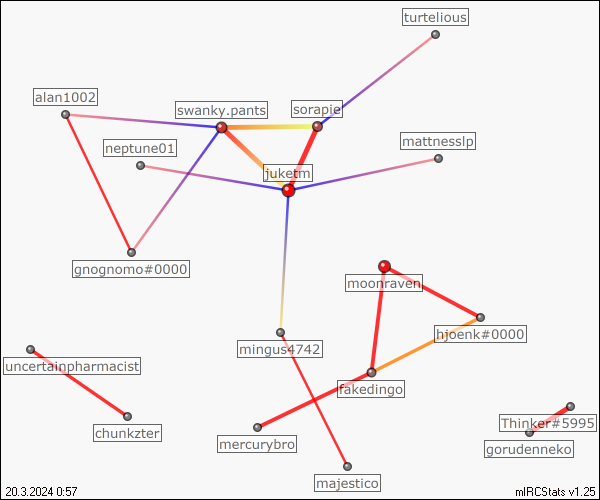 turtelious
alan1002
swanky.pants
sorapie
neptune01
mattnesslp
juketm
gnognomo#0000
moonraven
hjoenk#0000
mingus4742
uncertainpharmacist
fakedingo
chunkzter
mercurybro
Thinker#5995
gorudenneko
majestico
20.3.2024 0:57
mIRCStats v1.25